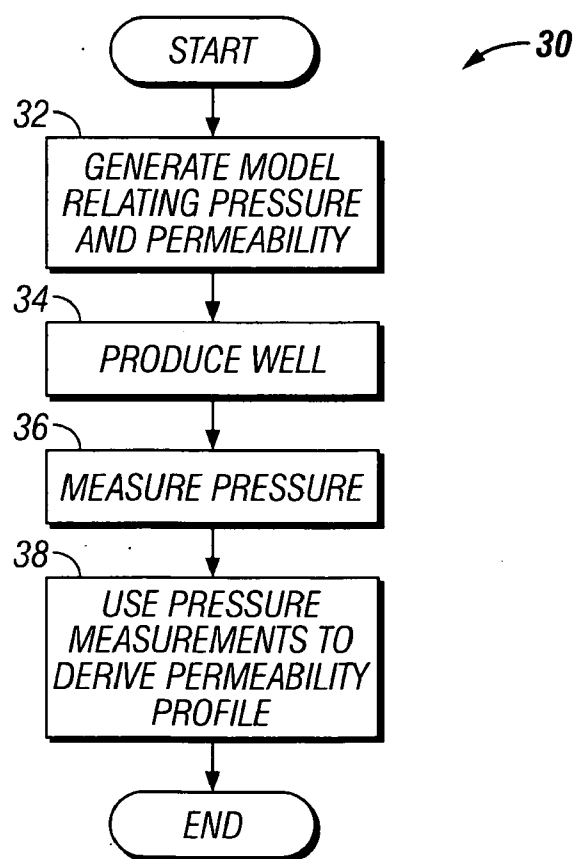 START
30
32
GENERATE MODEL
RELATING PRESSURE
AND PERMEABILITY
34
PRODUCE WELL
36
MEASURE PRESSURE
38
USE PRESSURE
MEASUREMENTS TO
DERIVE PERMEABILITY
PROFILE
END